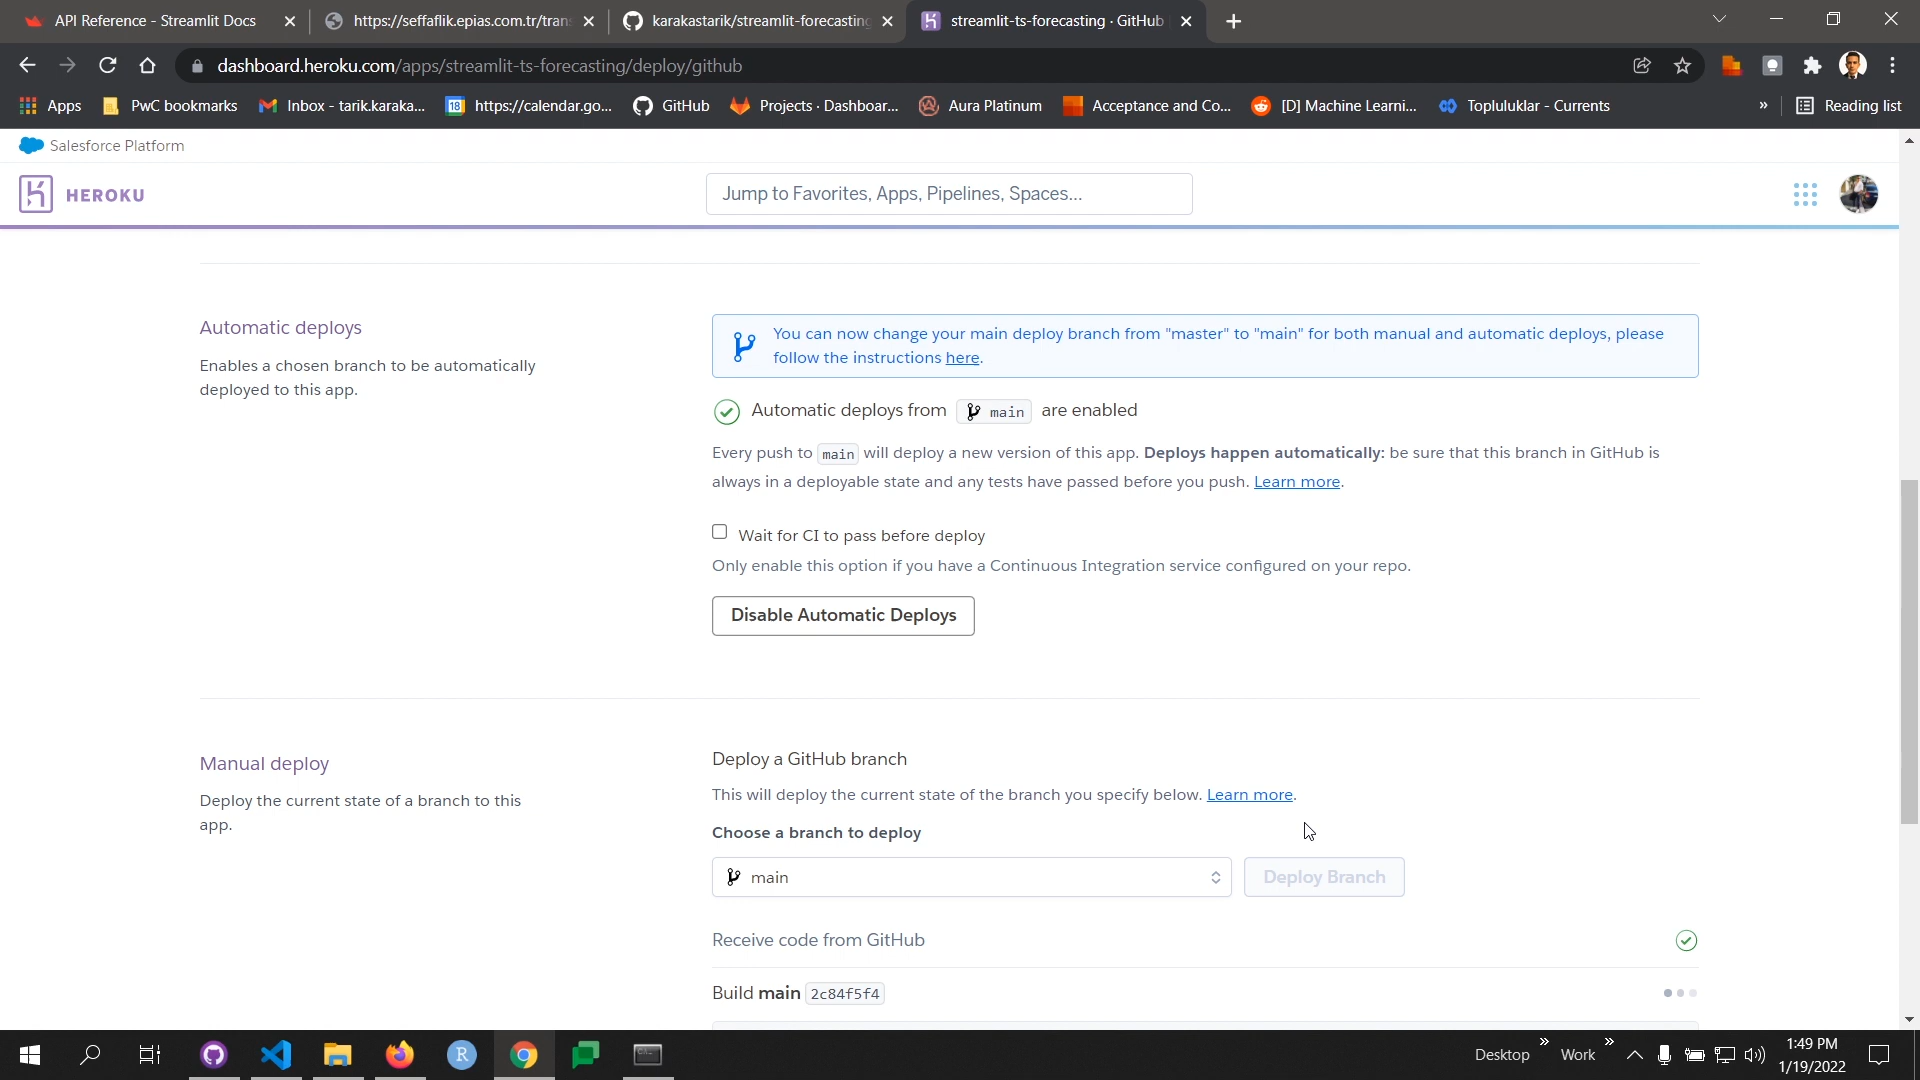 API Reference - Streamlit Docs
https://seffaflik.epias.com.tr/tran
karakastarik/streamlit-forecasting
streamlit-ts-forecasting · GitHub
dashboard.heroku.com/apps/streamlit-ts-forecasting/deploy/github
Apps
PwC bookmarks
Inbox - tarik.karaka...
18
https://calendar.go...
GitHub
Projects · Dashboar...
Aura Platinum
Acceptance and Co...
[D] Machine Learni...
Topluluklar - Currents
»
Reading list
Salesforce Platform
HEROKU
Jump to Favorites, Apps, Pipelines, Spaces...
Automatic deploys
Enables a chosen branch to be automatically
deployed to this app.
You can now change your main deploy branch from "master" to "main" for both manual and automatic deploys, please
follow the instructions here.
Automatic deploys from main are enabled
Every push to main will deploy a new version of this app. Deploys happen automatically: be sure that this branch in GitHub is
always in a deployable state and any tests have passed before you push. Learn more.
Wait for CI to pass before deploy
Only enable this option if you have a Continuous Integration service configured on your repo.
Disable Automatic Deploys
Manual deploy
Deploy the current state of a branch to this
app.
Deploy a GitHub branch
This will deploy the current state of the branch you specify below. Learn more.
Choose a branch to deploy
main
Deploy Branch
Receive code from GitHub
Build main 2c84f5f4
R
Desktop »
Work »
1:49 PM
1/19/2022